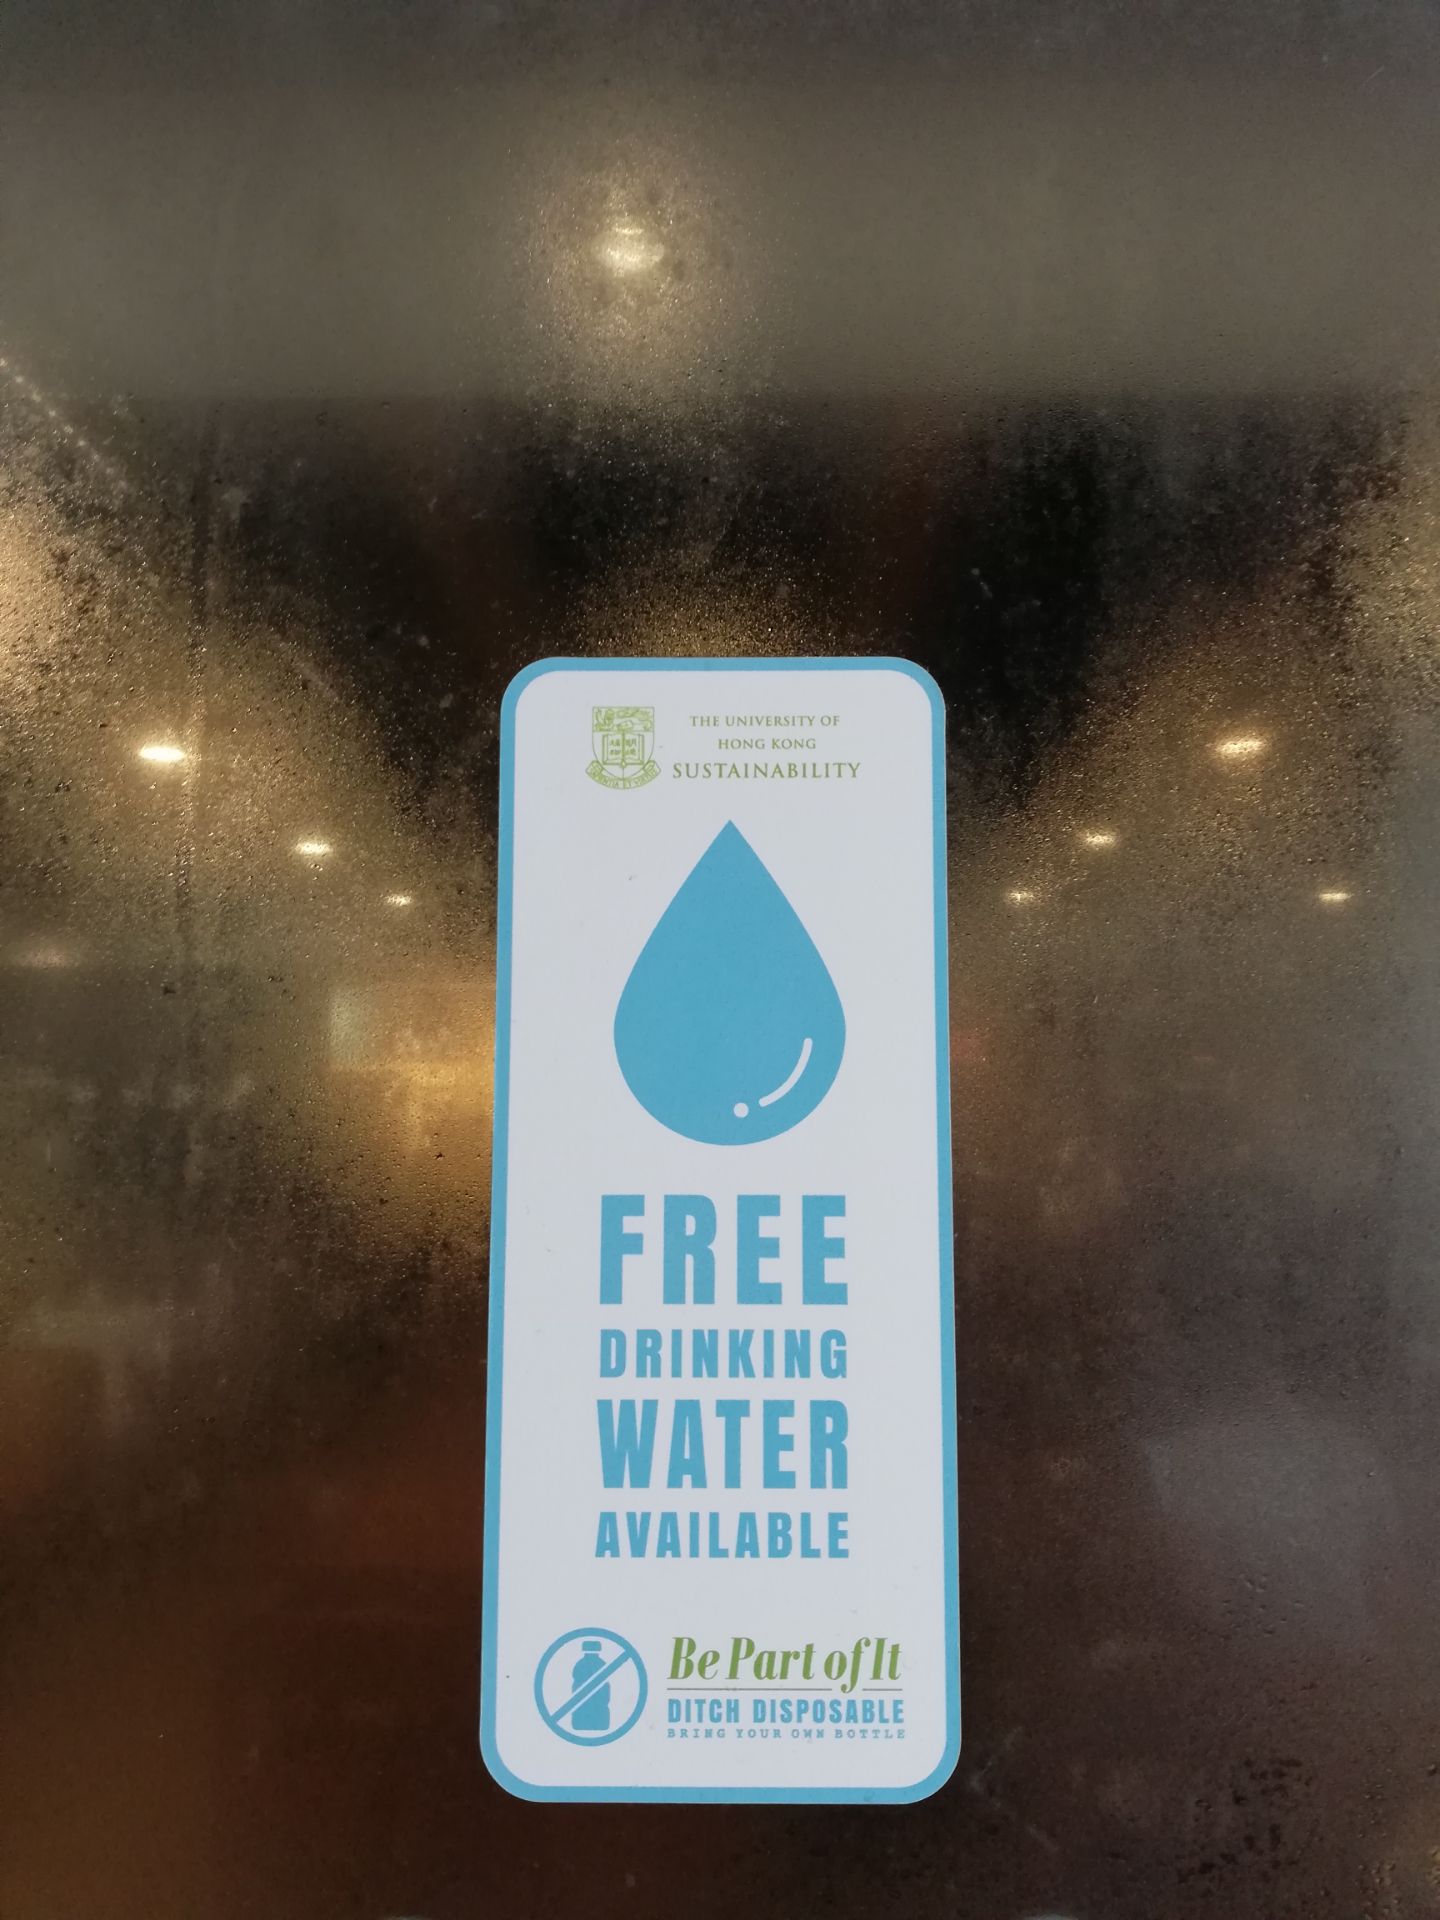 THE UNIVERSITY OF
HONG KONG
SUSTAINABILITY
FREE
DRINKING
WATER
AVAILABLE
Be Part of It
DITCH DISPOSABLE
BRING YOUR OWN BOTTLE